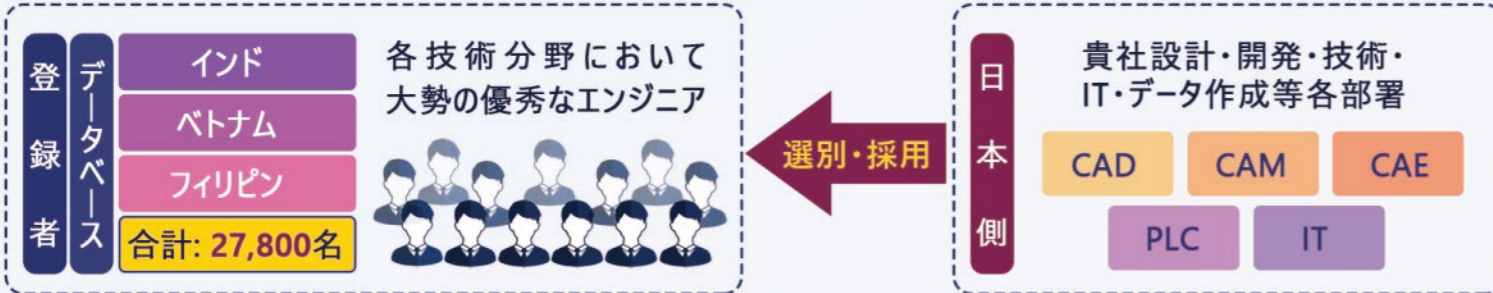 登録者
データベース
インド
ベトナム
フィリピン
合計: 27,800名
各技術分野において
大勢の優秀なエンジニア
選別・採用
日本側
貴社設計・開発・技術・
IT・データ作成等各部署
CAD
CAM
CAE
PLC
IT